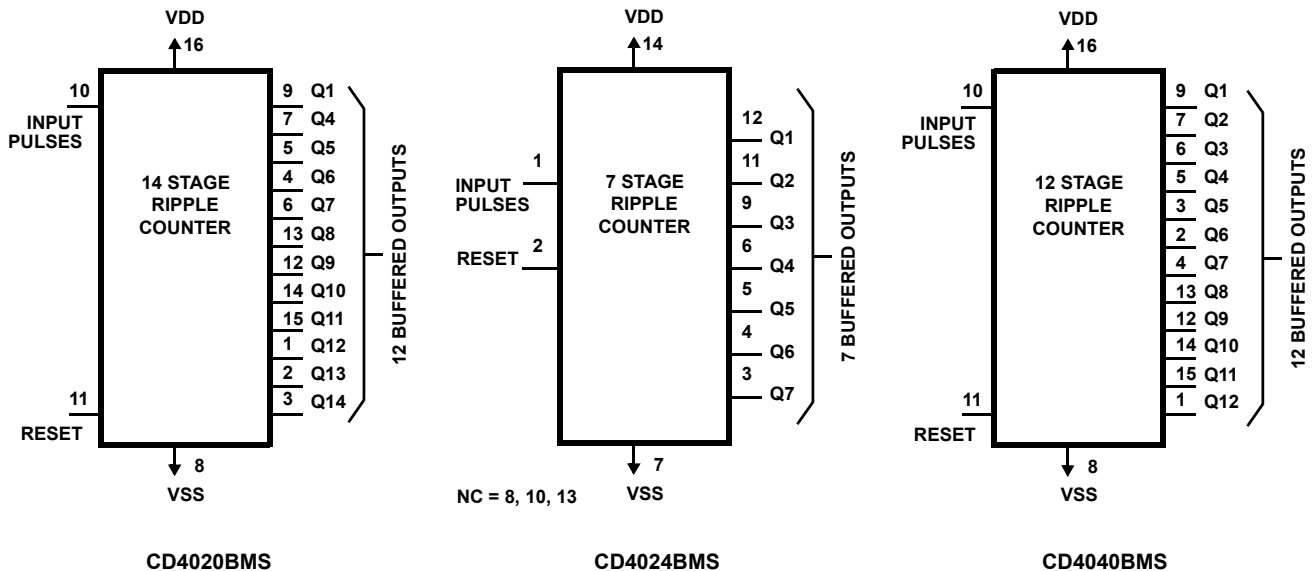 VDD
16
10
INPUT
PULSES
14 STAGE
RIPPLE
COUNTER
9 Q1
7 Q4
5 Q5
4 Q6
6 Q7
13 Q8
12 Q9
14 Q10
15 Q11
1 Q12
2 Q13
3 Q14
12 BUFFERED OUTPUTS
11
RESET
8
VSS
CD4020BMS
VDD
14
1
INPUT
PULSES
2
RESET
7 STAGE
RIPPLE
COUNTER
12
Q1
11
Q2
9
Q3
6
Q4
5
Q5
4
Q6
3
Q7
7 BUFFERED OUTPUTS
7
VSS
NC = 8, 10, 13
CD4024BMS
VDD
16
10
INPUT
PULSES
12 STAGE
RIPPLE
COUNTER
9 Q1
7 Q2
6 Q3
5 Q4
3 Q5
2 Q6
4 Q7
13 Q8
12 Q9
14 Q10
15 Q11
1 Q12
12 BUFFERED OUTPUTS
11
RESET
8
VSS
CD4040BMS